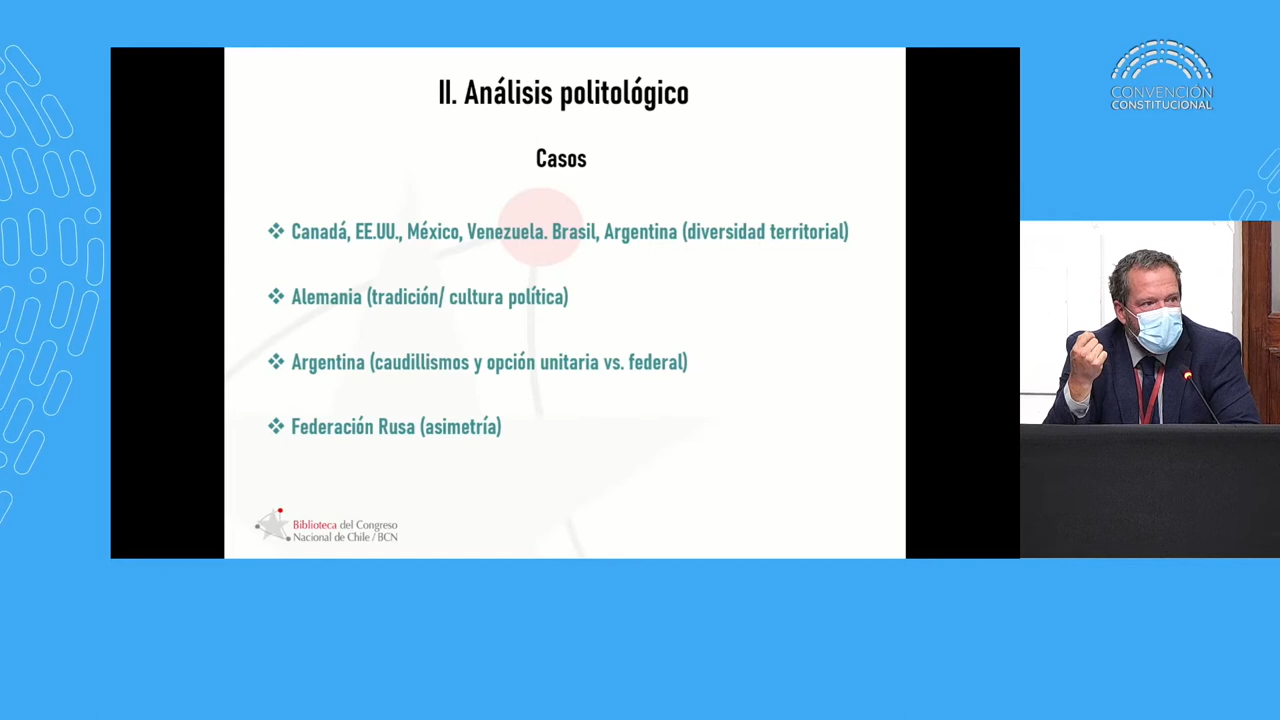 II. Análisis politológico
Casos
❖ Canadá, EE.UU., México, Venezuela. Brasil, Argentina (diversidad territorial)
❖ Alemania (tradición/ cultura política)
❖ Argentina (caudillismos y opción unitaria vs. federal)
❖ Federación Rusa (asimetría)
Biblioteca del Congreso
Nacional de Chile / BCN
CONVENCIÓN
CONSTITUCIONAL